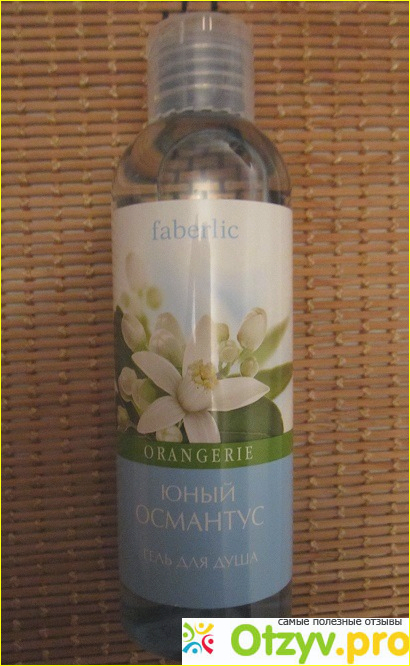 faberlic
ORANGERIE
ЮНЫЙ
ОСМАНТУС
ГЕЛЬ ДЛЯ ДУША
самые полезные отзывы
Otzyv.pro